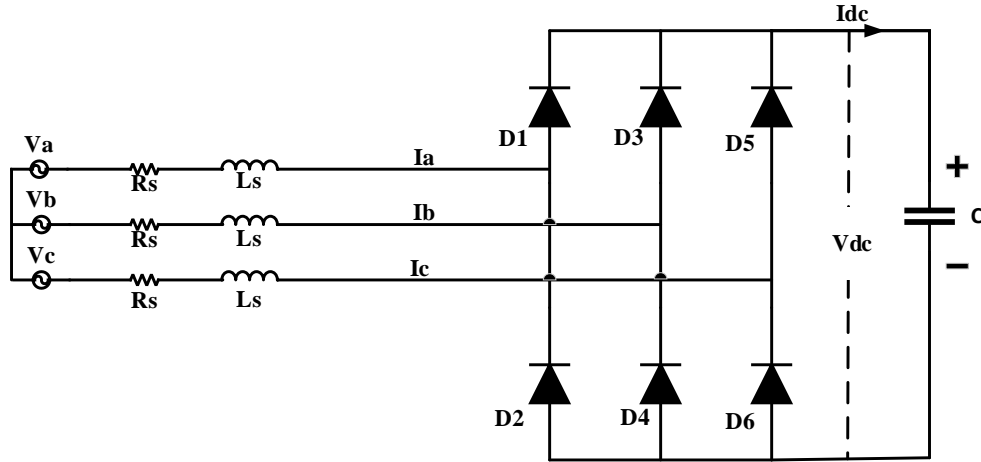 Idc
D1 D3 D5
Va
Rs Ls Ia
Vb
Rs Ls Ib
Vc
Rs Ls Ic
+
C
Vdc
−
D2 D4 D6